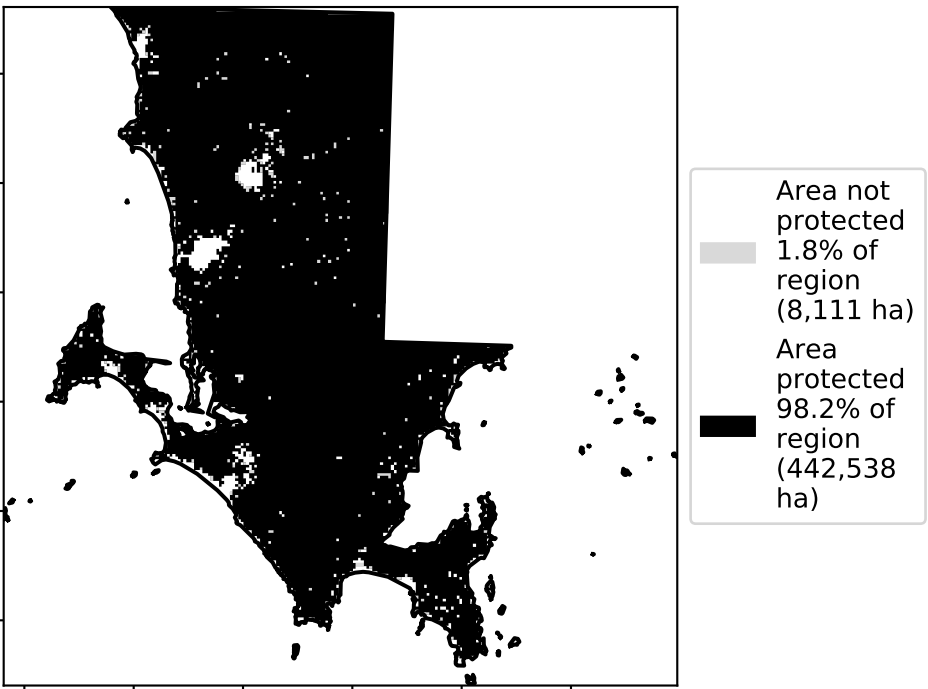 Area not
protected
1.8% of
region
(8,111 ha)
Area
protected
98.2% of
region
(442,538
ha)